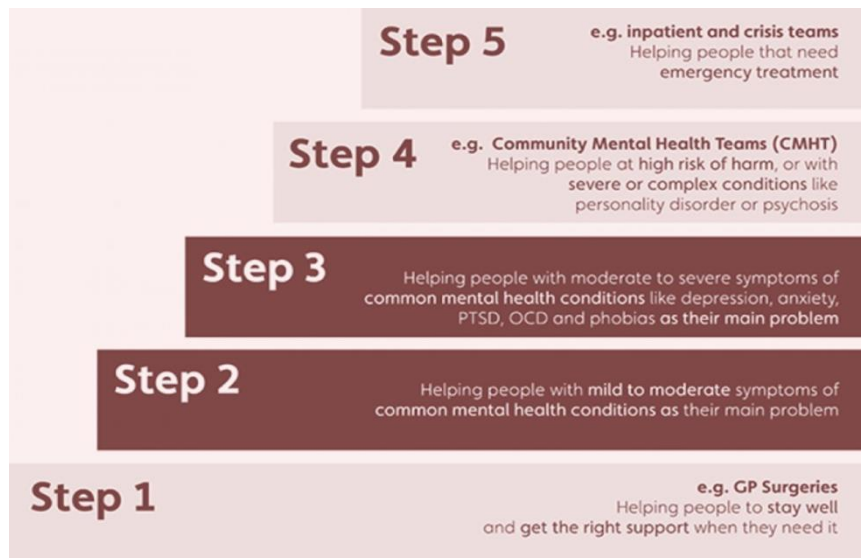 Step 5
e.g. inpatient and crisis teams
Helping people that need
emergency treatment
Step 4
e.g. Community Mental Health Teams (CMHT)
Helping people at high risk of harm, or with
severe or complex conditions like
personality disorder or psychosis
Step 3
Helping people with moderate to severe symptoms of
common mental health conditions like depression, anxiety,
PTSD, OCD and phobias as their main problem
Step 2
Helping people with mild to moderate symptoms of
common mental health conditions as their main problem
Step 1
e.g. GP Surgeries
Helping people to stay well
and get the right support when they need it